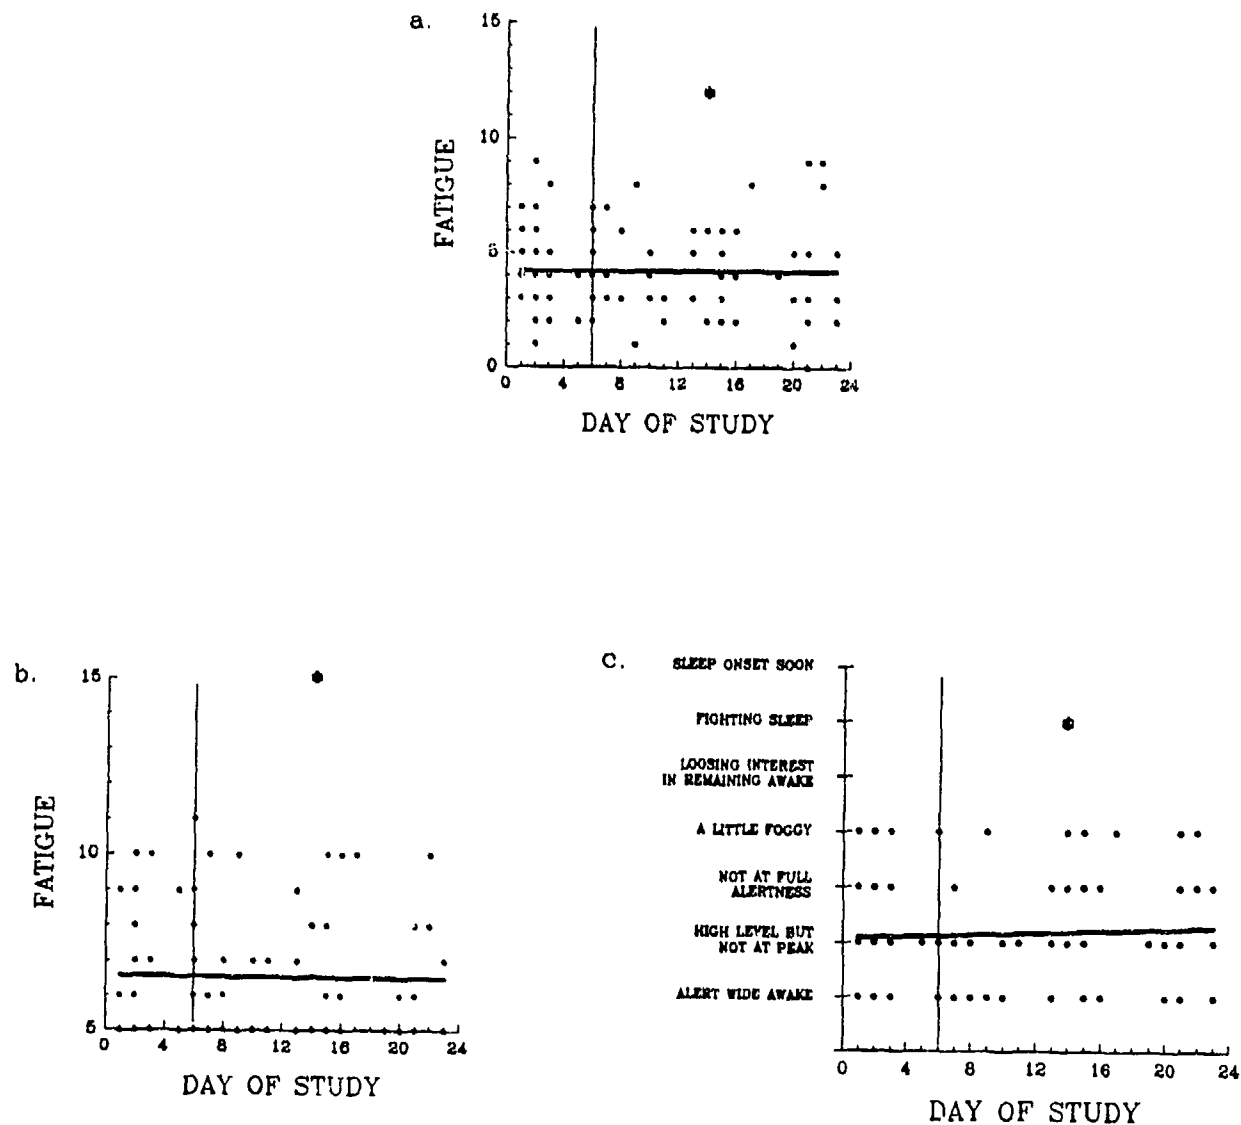 a.
15
10
5
0
FATIGUE
0 4 8 12 16 20 24
DAY OF STUDY
b.
15
10
5
FATIGUE
0 4 8 12 16 20 24
DAY OF STUDY
c.
SLEEP ONSET SOON
FIGHTING SLEEP
LOOSING INTEREST
IN REMAINING AWAKE
A LITTLE FOGGY
NOT AT FULL
ALERTNESS
HIGH LEVEL BUT
NOT AT PEAK
ALERT WIDE AWAKE
0 4 8 12 16 20 24
DAY OF STUDY